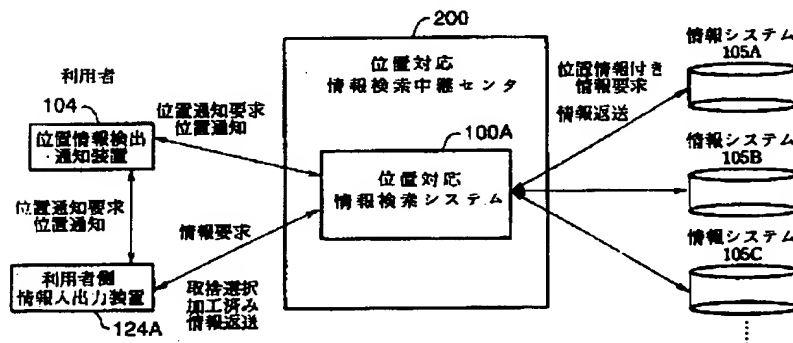 利用者
104
位置情報検出
・通知装置
位置通知要求
位置通知
位置通知要求
位置通知
利用者側
情報入出力装置
124A
情報要求
取捨選択
加工済み
情報返送
200
位置対応
情報検索中継センタ
100A
位置対応
情報検索システム
位置情報付き
情報要求
情報返送
情報システム
105A
情報システム
105B
情報システム
105C